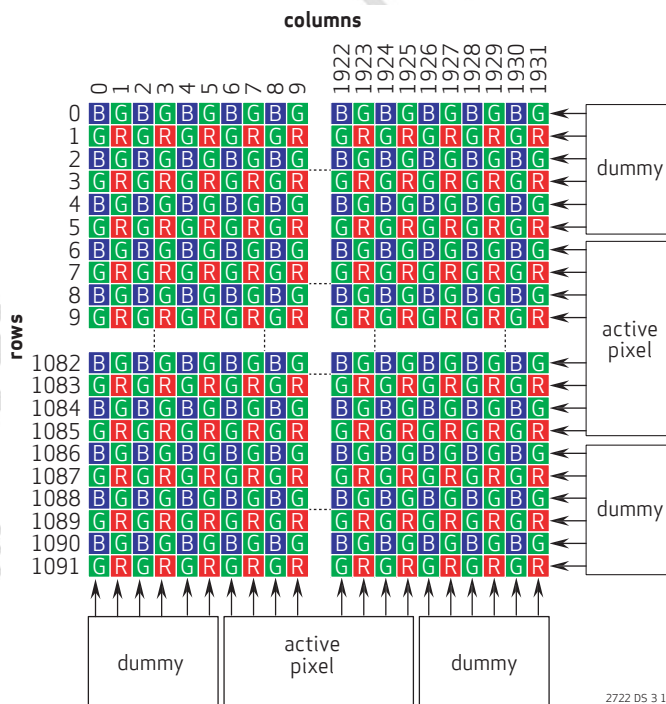 columns
0 1 2 3 4 5 6 7 8 9 1922 1923 1924 1925 1926 1927 1928 1929 1930 1931
rows
0 B G B G B G B G B G B G B G B G B G B G
1 G R G R G R G R G R G R G R G R G R G R
2 B G B G B G B G B G B G B G B G B G B G
3 G R G R G R G R G R G R G R G R G R G R
4 B G B G B G B G B G B G B G B G B G B G
5 G R G R G R G R G R G R G R G R G R G R
dummy
6 B G B G B G B G B G B G B G B G B G B G
7 G R G R G R G R G R G R G R G R G R G R
8 B G B G B G B G B G B G B G B G B G B G
9 G R G R G R G R G R G R G R G R G R G R
active
pixel
1082 B G B G B G B G B G B G B G B G B G B G
1083 G R G R G R G R G R G R G R G R G R G R
1084 B G B G B G B G B G B G B G B G B G B G
1085 G R G R G R G R G R G R G R G R G R G R
1086 B G B G B G B G B G B G B G B G B G B G
1087 G R G R G R G R G R G R G R G R G R G R
1088 B G B G B G B G B G B G B G B G B G B G
1089 G R G R G R G R G R G R G R G R G R G R
1090 B G B G B G B G B G B G B G B G B G B G
1091 G R G R G R G R G R G R G R G R G R G R
dummy
dummy
active
pixel
dummy
2722 DS 3 1